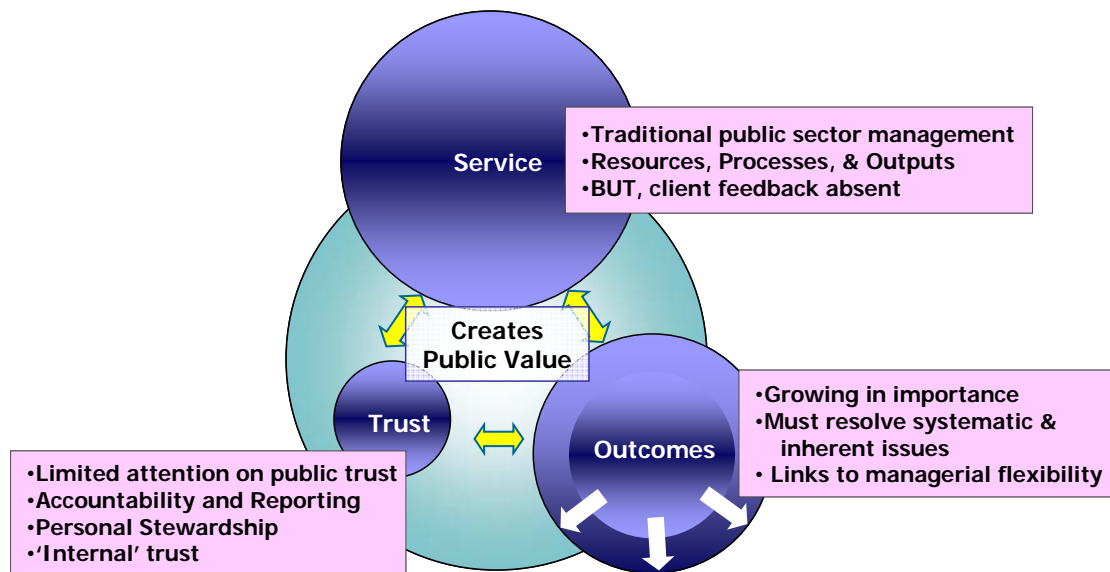 Service
•Traditional public sector management
•Resources, Processes, & Outputs
•BUT, client feedback absent
Creates
Public Value
Trust
Outcomes
•Growing in importance
•Must resolve systematic &
inherent issues
• Links to managerial flexibility
•Limited attention on public trust
•Accountability and Reporting
•Personal Stewardship
•‘Internal’ trust